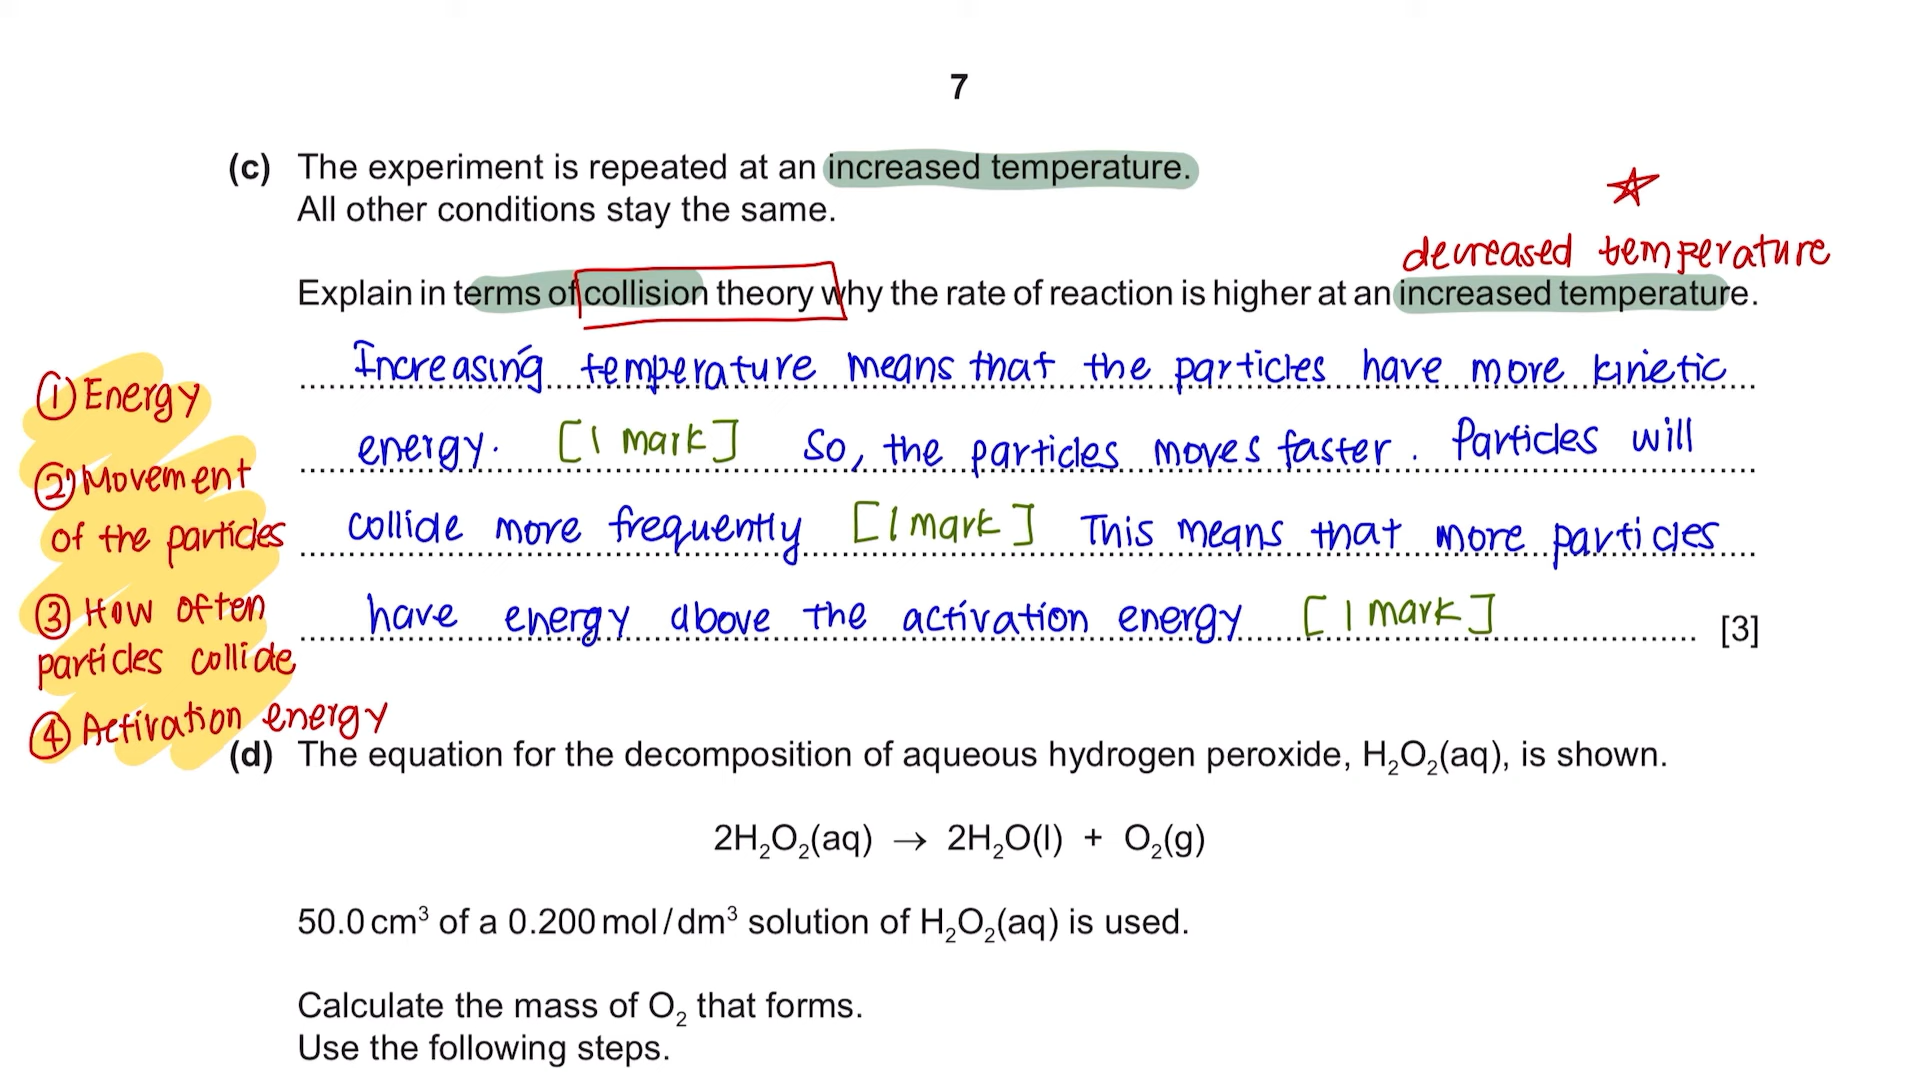 7
(c) The experiment is repeated at an increased temperature.
All other conditions stay the same.
decreased temperature
Explain in terms of collision theory why the rate of reaction is higher at an increased temperature.
Increasing temperature means that the particles have more kinetic
energy. [1 mark] So, the particles moves faster. Particles will
collide more frequently [1 mark] This means that more particles
have energy above the activation energy [1 mark] [3]
① Energy
② Movement
of the particles
③ How often
particles collide
④ Activation energy
(d) The equation for the decomposition of aqueous hydrogen peroxide, H₂O₂(aq), is shown.
2H₂O₂(aq) → 2H₂O(l) + O₂(g)
50.0 cm³ of a 0.200 mol/dm³ solution of H₂O₂(aq) is used.
Calculate the mass of O₂ that forms.
Use the following steps.